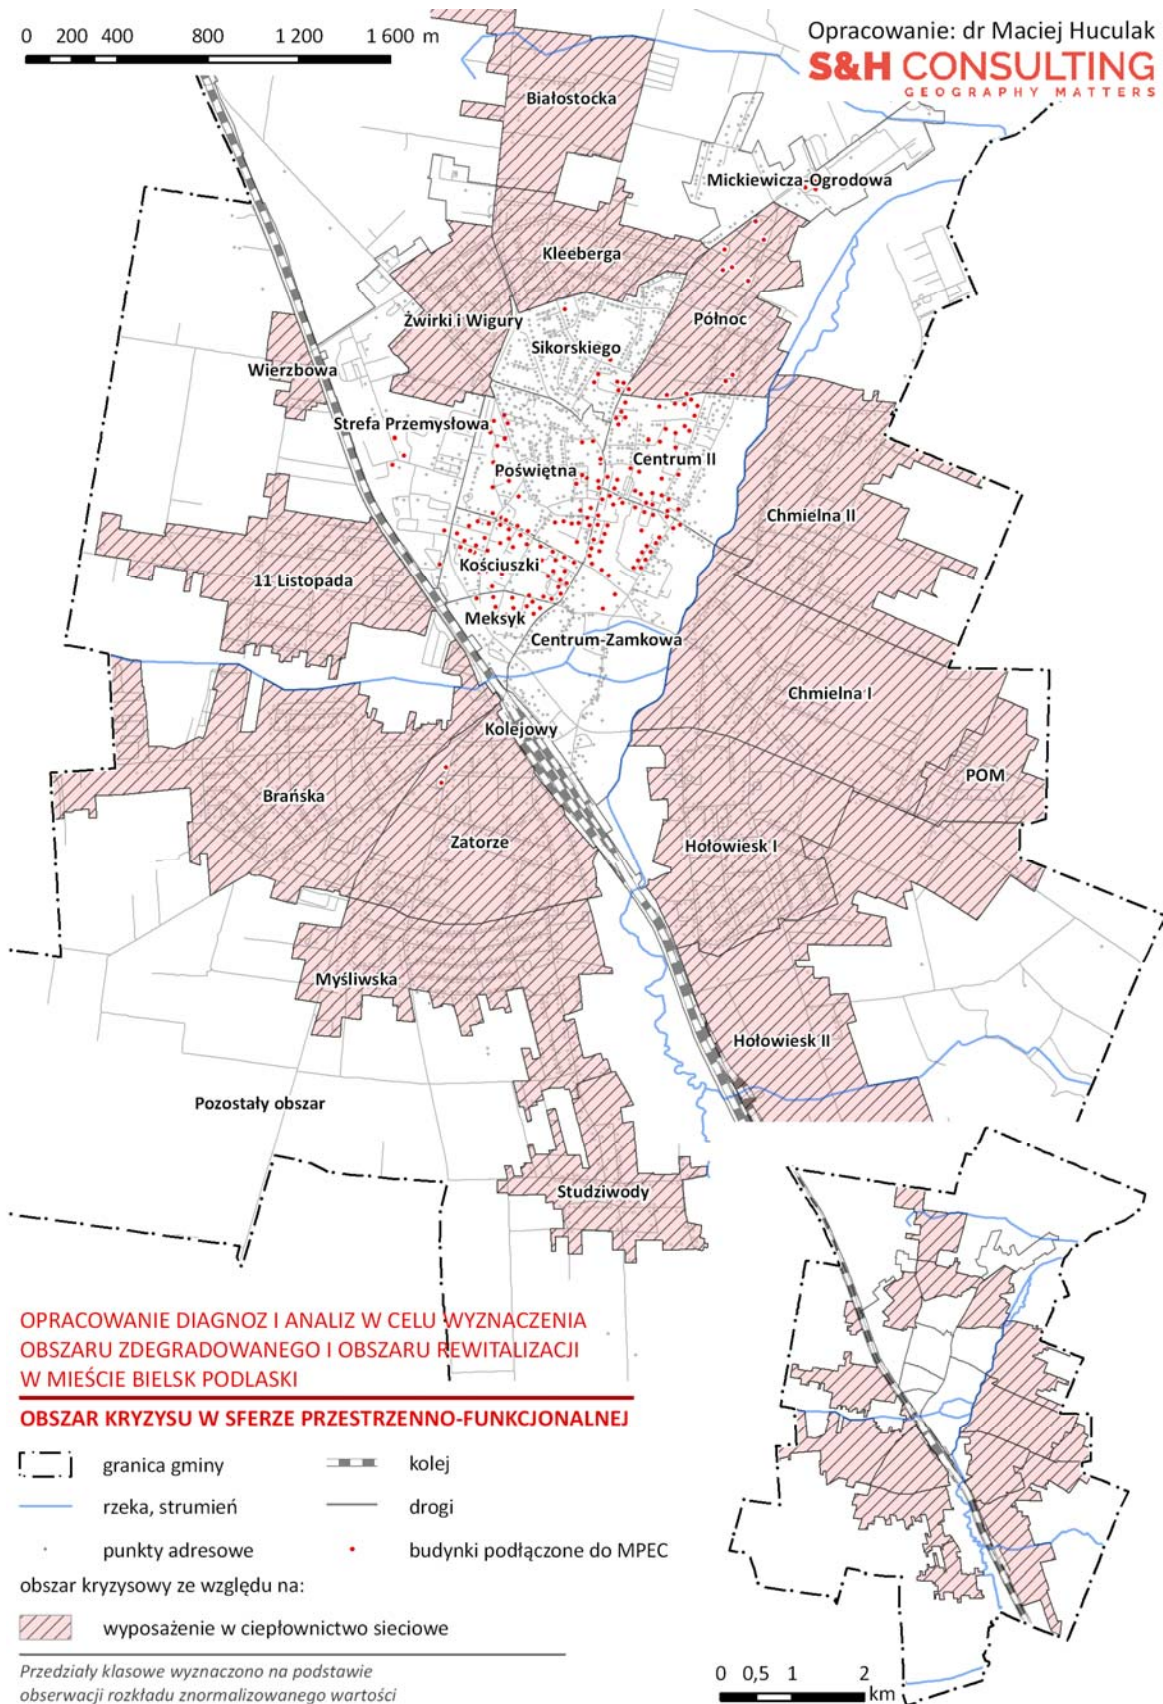 0 200 400 800 1 200 1 600 m
Opracowanie: dr Maciej Huculak
S&H CONSULTING
GEOGRAPHY MATTERS
Białostocka
Mickiewicza-Ogrodowa
Kleeberga
Żwirki i Wigury
Północ
Sikorskiego
Wierzbowa
Strefa Przemysłowa
Poświętna
Centrum II
Chmielna II
Kościuszki
11 Listopada
Meksyk
Centrum-Zamkowa
Chmielna I
Kolejowy
POM
Brańska
Zatorze
Hołowiesk I
Myśliwska
Hołowiesk II
Pozostały obszar
Studziwody
OPRACOWANIE DIAGNOZ I ANALIZ W CELU WYZNACZENIA
OBSZARU ZDEGRADOWANEGO I OBSZARU REWITALIZACJI
W MIEŚCIE BIELSK PODLASKI
OBSZAR KRYZYSU W SFERZE PRZESTRZENNO-FUNKCJONALNEJ
granica gminy
kolej
rzeka, strumień
drogi
punkty adresowe
budynki podłączone do MPEC
obszar kryzysowy ze względu na:
wyposażenie w ciepłownictwo sieciowe
Przedziały klasowe wyznaczono na podstawie
obserwacji rozkładu znormalizowanego wartości
0 0,5 1 2
km